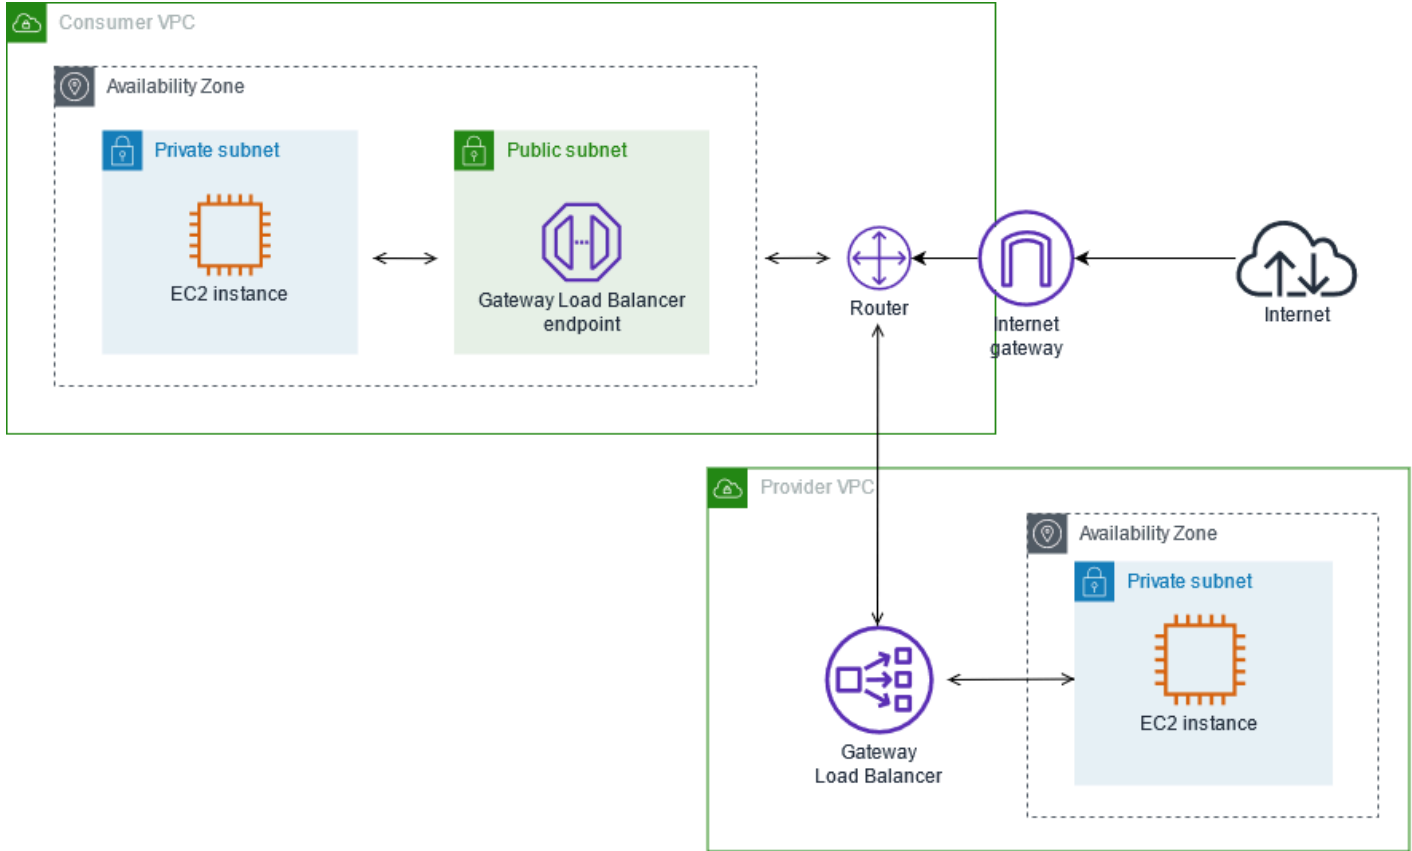 Consumer VPC
Availability Zone
Private subnet
Public subnet
EC2 instance
Gateway Load Balancer
endpoint
Router
Internet
gateway
Internet
Provider VPC
Availability Zone
Private subnet
EC2 instance
Gateway
Load Balancer